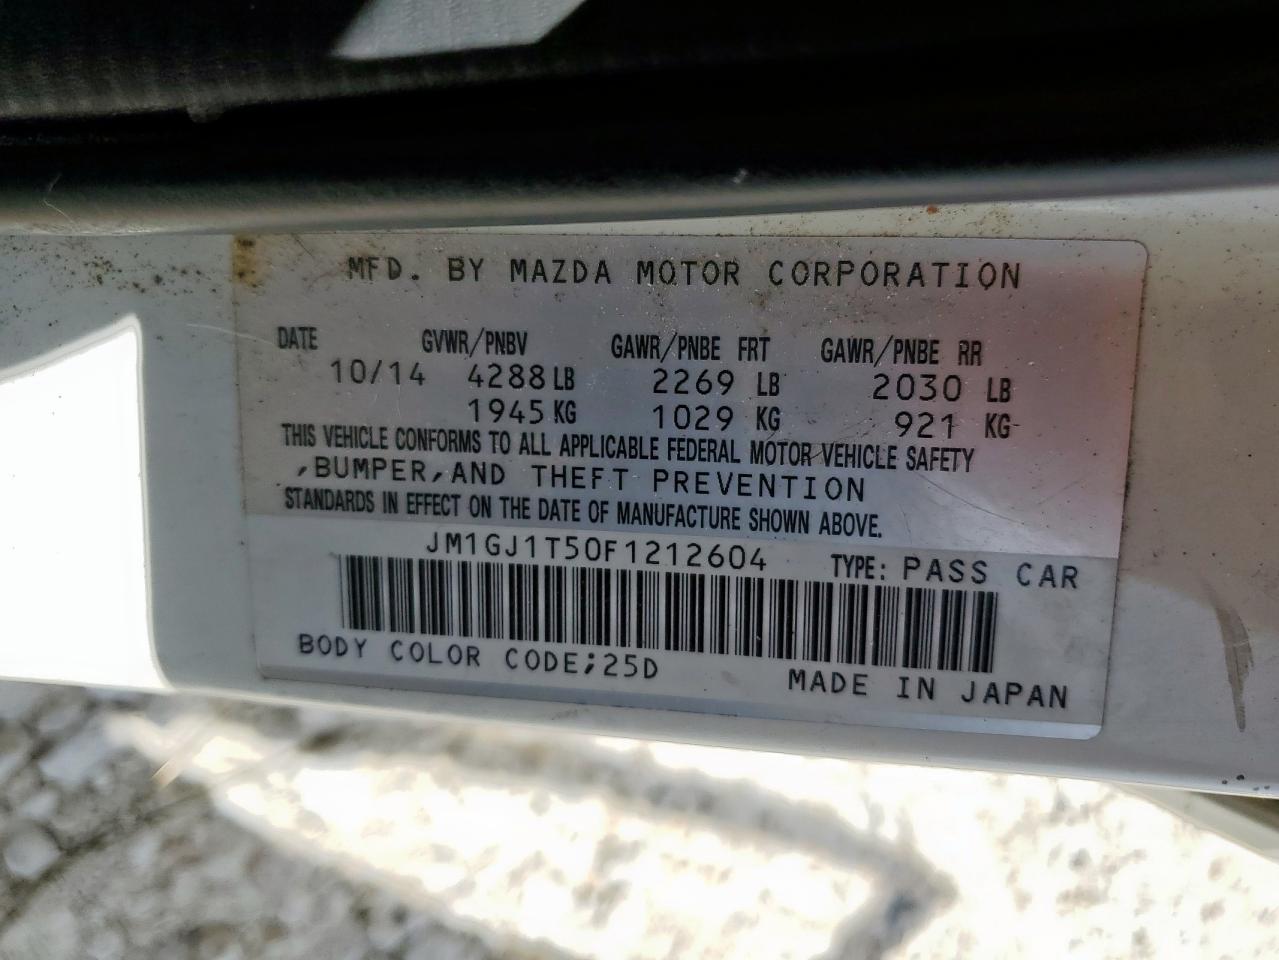 MFD. BY MAZDA MOTOR CORPORATION
DATE GVWR/PNBV GAWR/PNBE FRT GAWR/PNBE RR
10/14 4288 LB 2269 LB 2030 LB
1945 KG 1029 KG 921 KG
THIS VEHICLE CONFORMS TO ALL APPLICABLE FEDERAL MOTOR VEHICLE SAFETY
,BUMPER,AND THEFT PREVENTION
STANDARDS IN EFFECT ON THE DATE OF MANUFACTURE SHOWN ABOVE.
JM1GJ1T50F1212604 TYPE: PASS CAR
BODY COLOR CODE;25D MADE IN JAPAN